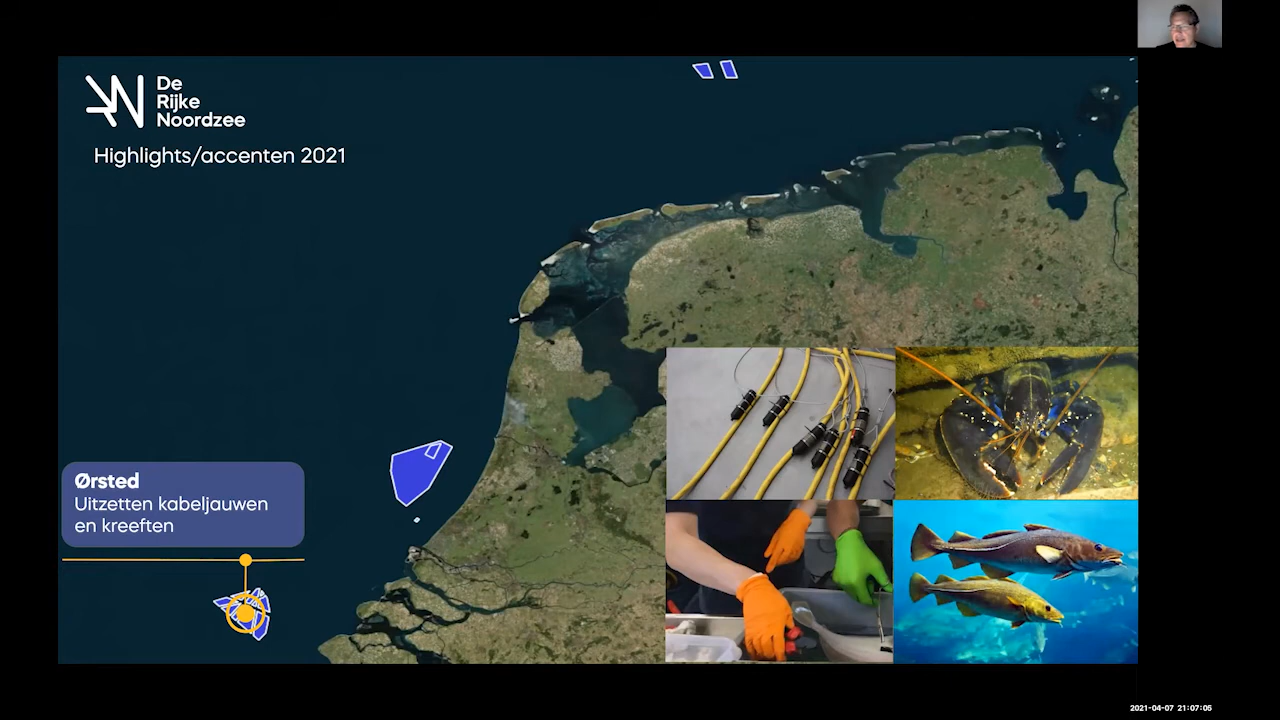 De
Rijke
Noordzee
Highlights/accenten 2021
Ørsted
Uitzetten kabeljauwen
en kreeften
2021-04-07 21:07:05